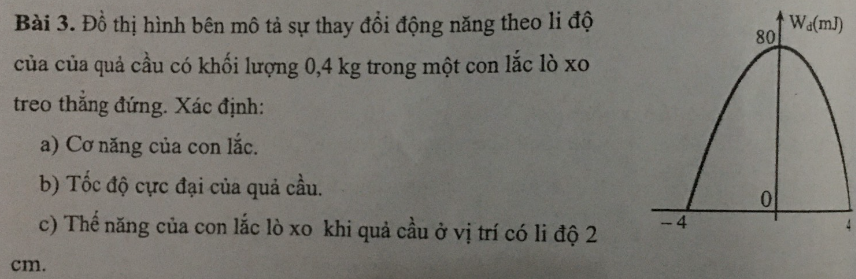 Bài 3. Đồ thị hình bên mô tả sự thay đổi động năng theo li độ
của của quả cầu có khối lượng 0,4 kg trong một con lắc lò xo
treo thẳng đứng. Xác định:
a) Cơ năng của con lắc.
b) Tốc độ cực đại của quả cầu.
c) Thế năng của con lắc lò xo khi quả cầu ở vị trí có li độ 2
cm.
Wđ(mJ)
80
0
-4
4